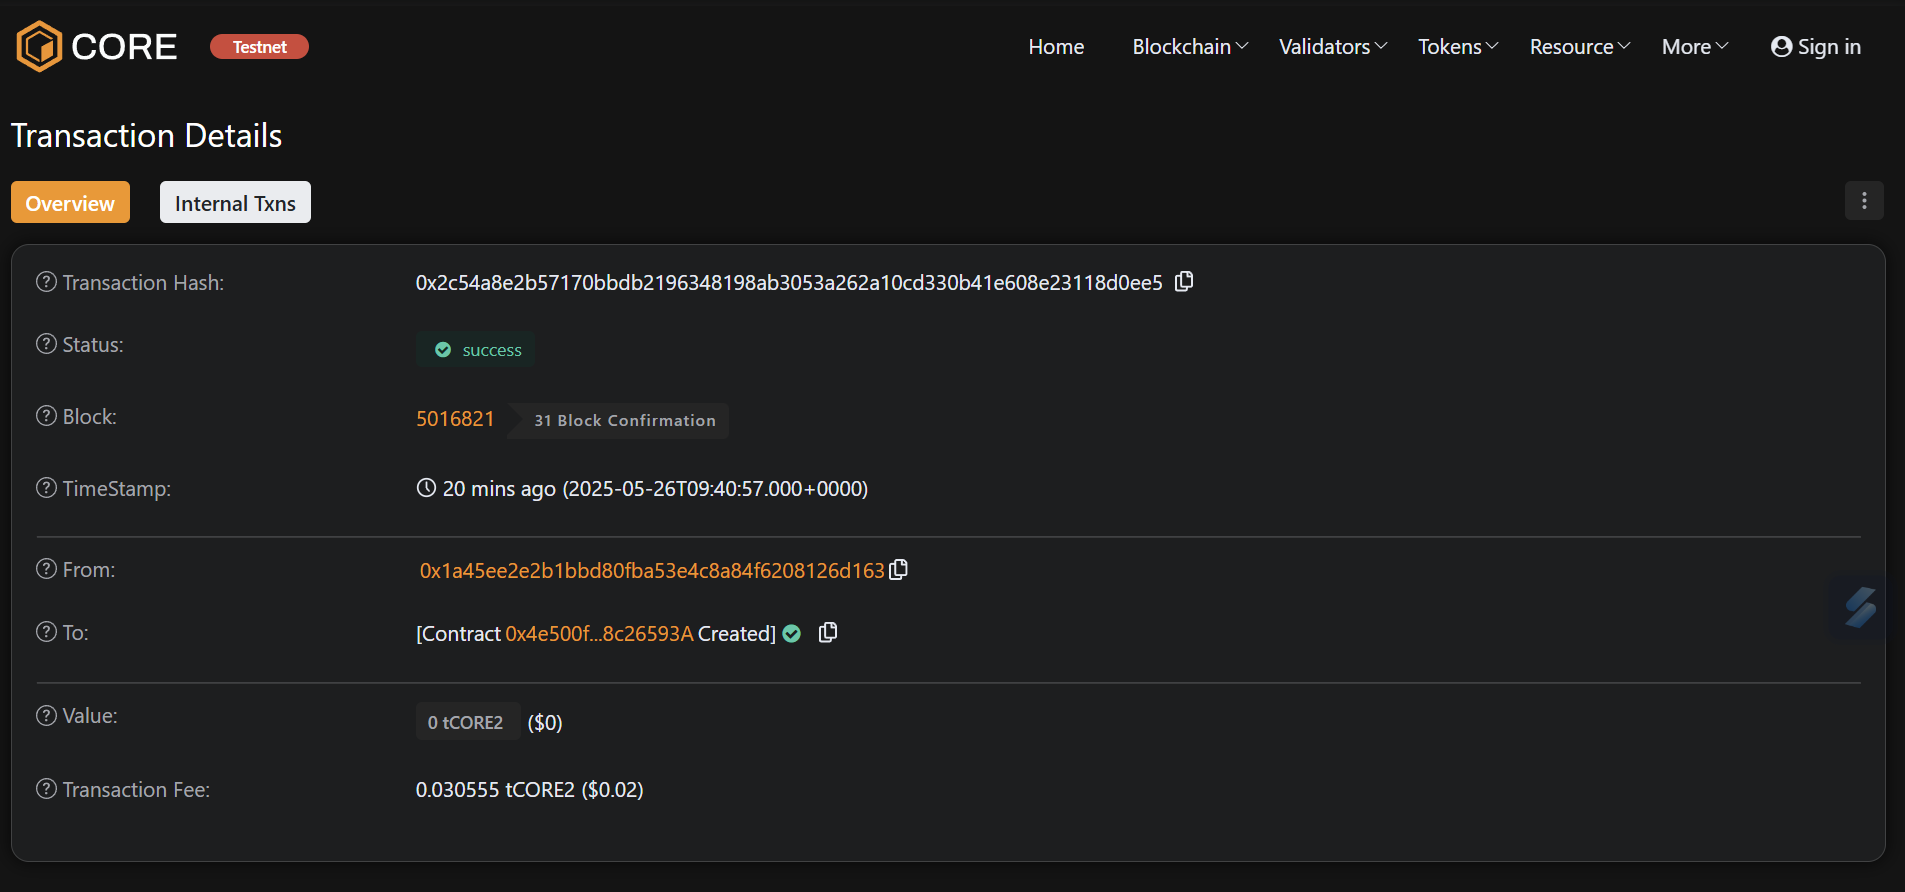 CORE Testnet Home Blockchain Validators Tokens Resource More Sign in
Transaction Details
Overview Internal Txns
Transaction Hash: 0x2c54a8e2b57170bbdb2196348198ab3053a262a10cd330b41e608e23118d0ee5
Status: success
Block: 5016821 31 Block Confirmation
TimeStamp: 20 mins ago (2025-05-26T09:40:57.000+0000)
From: 0x1a45ee2e2b1bbd80fba53e4c8a84f6208126d163
To: [Contract 0x4e500f...8c26593A Created]
Value: 0 tCORE2 ($0)
Transaction Fee: 0.030555 tCORE2 ($0.02)